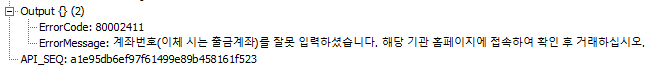 Output {} (2)
ErrorCode: 80002411
ErrorMessage: 계좌번호(이체 시는 출금계좌)를 잘못 입력하셨습니다. 해당 기관 홈페이지에 접속하여 확인 후 거래하십시오.
API_SEQ: a1e95db6ef97f61499e89b458161f523